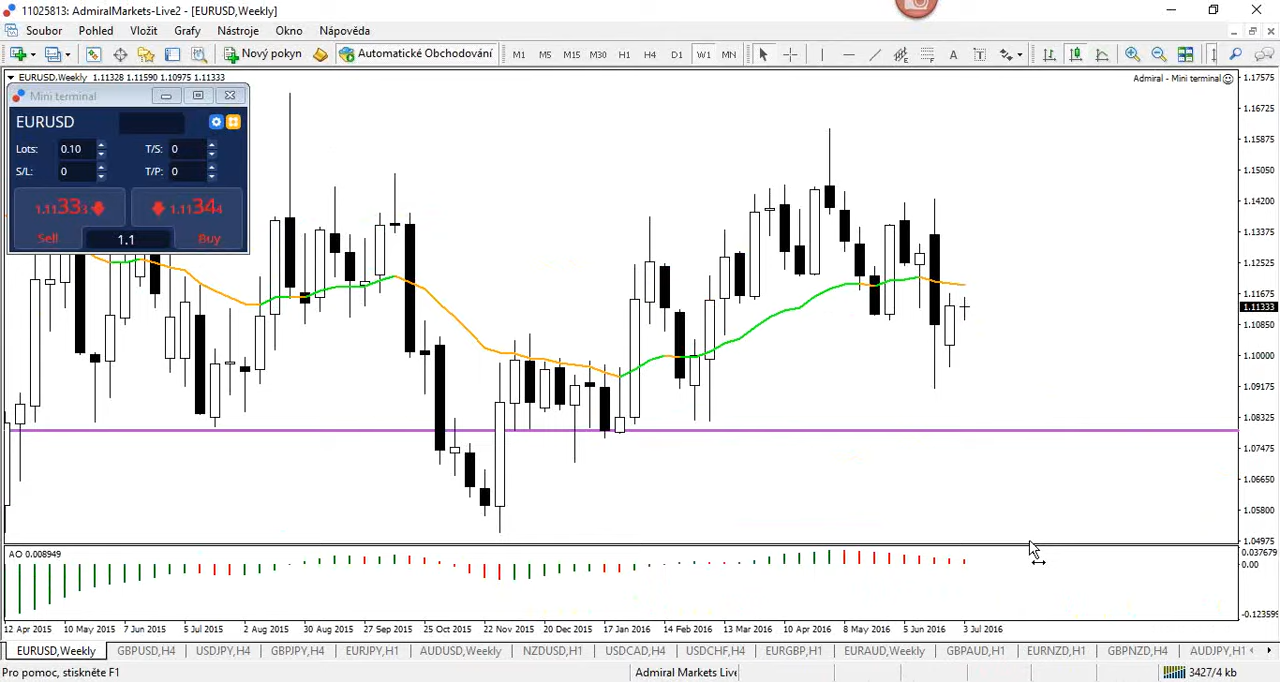 11025813: AdmiralMarkets-Live2 - [EURUSD,Weekly]
Soubor Pohled Vložit Grafy Nástroje Okno Nápověda
Nový pokyn Automatické Obchodování M1 M5 M15 M30 H1 H4 D1 W1 MN A T
EURUSD,Weekly 1.11328 1.11590 1.10975 1.11333
Admiral - Mini terminal
Mini terminal
EURUSD
Lots: 0.10 T/S: 0
S/L: 0 T/P: 0
1.11333 1.11344
Sell 1.1 Buy
1.17575
1.16725
1.15875
1.15050
1.14200
1.13375
1.12525
1.11675
1.11333
1.10850
1.10000
1.09175
1.08325
1.07475
1.06650
1.05800
1.04975
AO 0.008949
0.037679
0.00
-0.123599
12 Apr 2015 10 May 2015 7 Jun 2015 5 Jul 2015 2 Aug 2015 30 Aug 2015 27 Sep 2015 25 Oct 2015 22 Nov 2015 20 Dec 2015 17 Jan 2016 14 Feb 2016 13 Mar 2016 10 Apr 2016 8 May 2016 5 Jun 2016 3 Jul 2016
EURUSD,Weekly GBPUSD,H4 USDJPY,H4 GBPJPY,H4 EURJPY,H1 AUDUSD,Weekly NZDUSD,H1 USDCAD,H4 USDCHF,H4 EURGBP,H1 EURAUD,Weekly GBPAUD,H1 EURNZD,H1 GBPNZD,H4 AUDJPY,H1
Pro pomoc, stiskněte F1 Admiral Markets Live 3427/4 kb